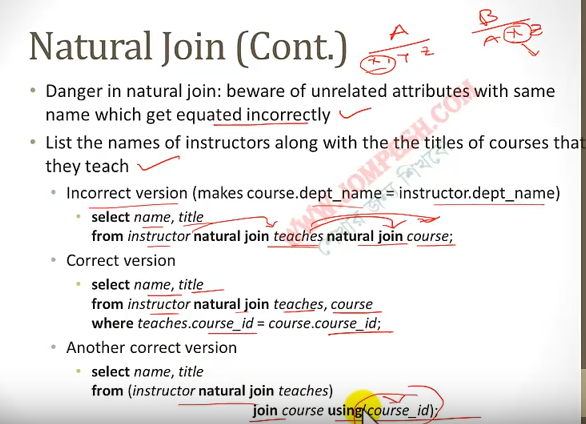 Natural Join (Cont.)
A
X Y Z
B
A X Z
• Danger in natural join: beware of unrelated attributes with same
name which get equated incorrectly
• List the names of instructors along with the the titles of courses that
they teach
• Incorrect version (makes course.dept_name = instructor.dept_name)
• select name, title
from instructor natural join teaches natural join course;
• Correct version
• select name, title
from instructor natural join teaches, course
where teaches.course_id = course.course_id;
• Another correct version
• select name, title
from (instructor natural join teaches)
join course using(course_id);
WWW.JOMPESH.COM